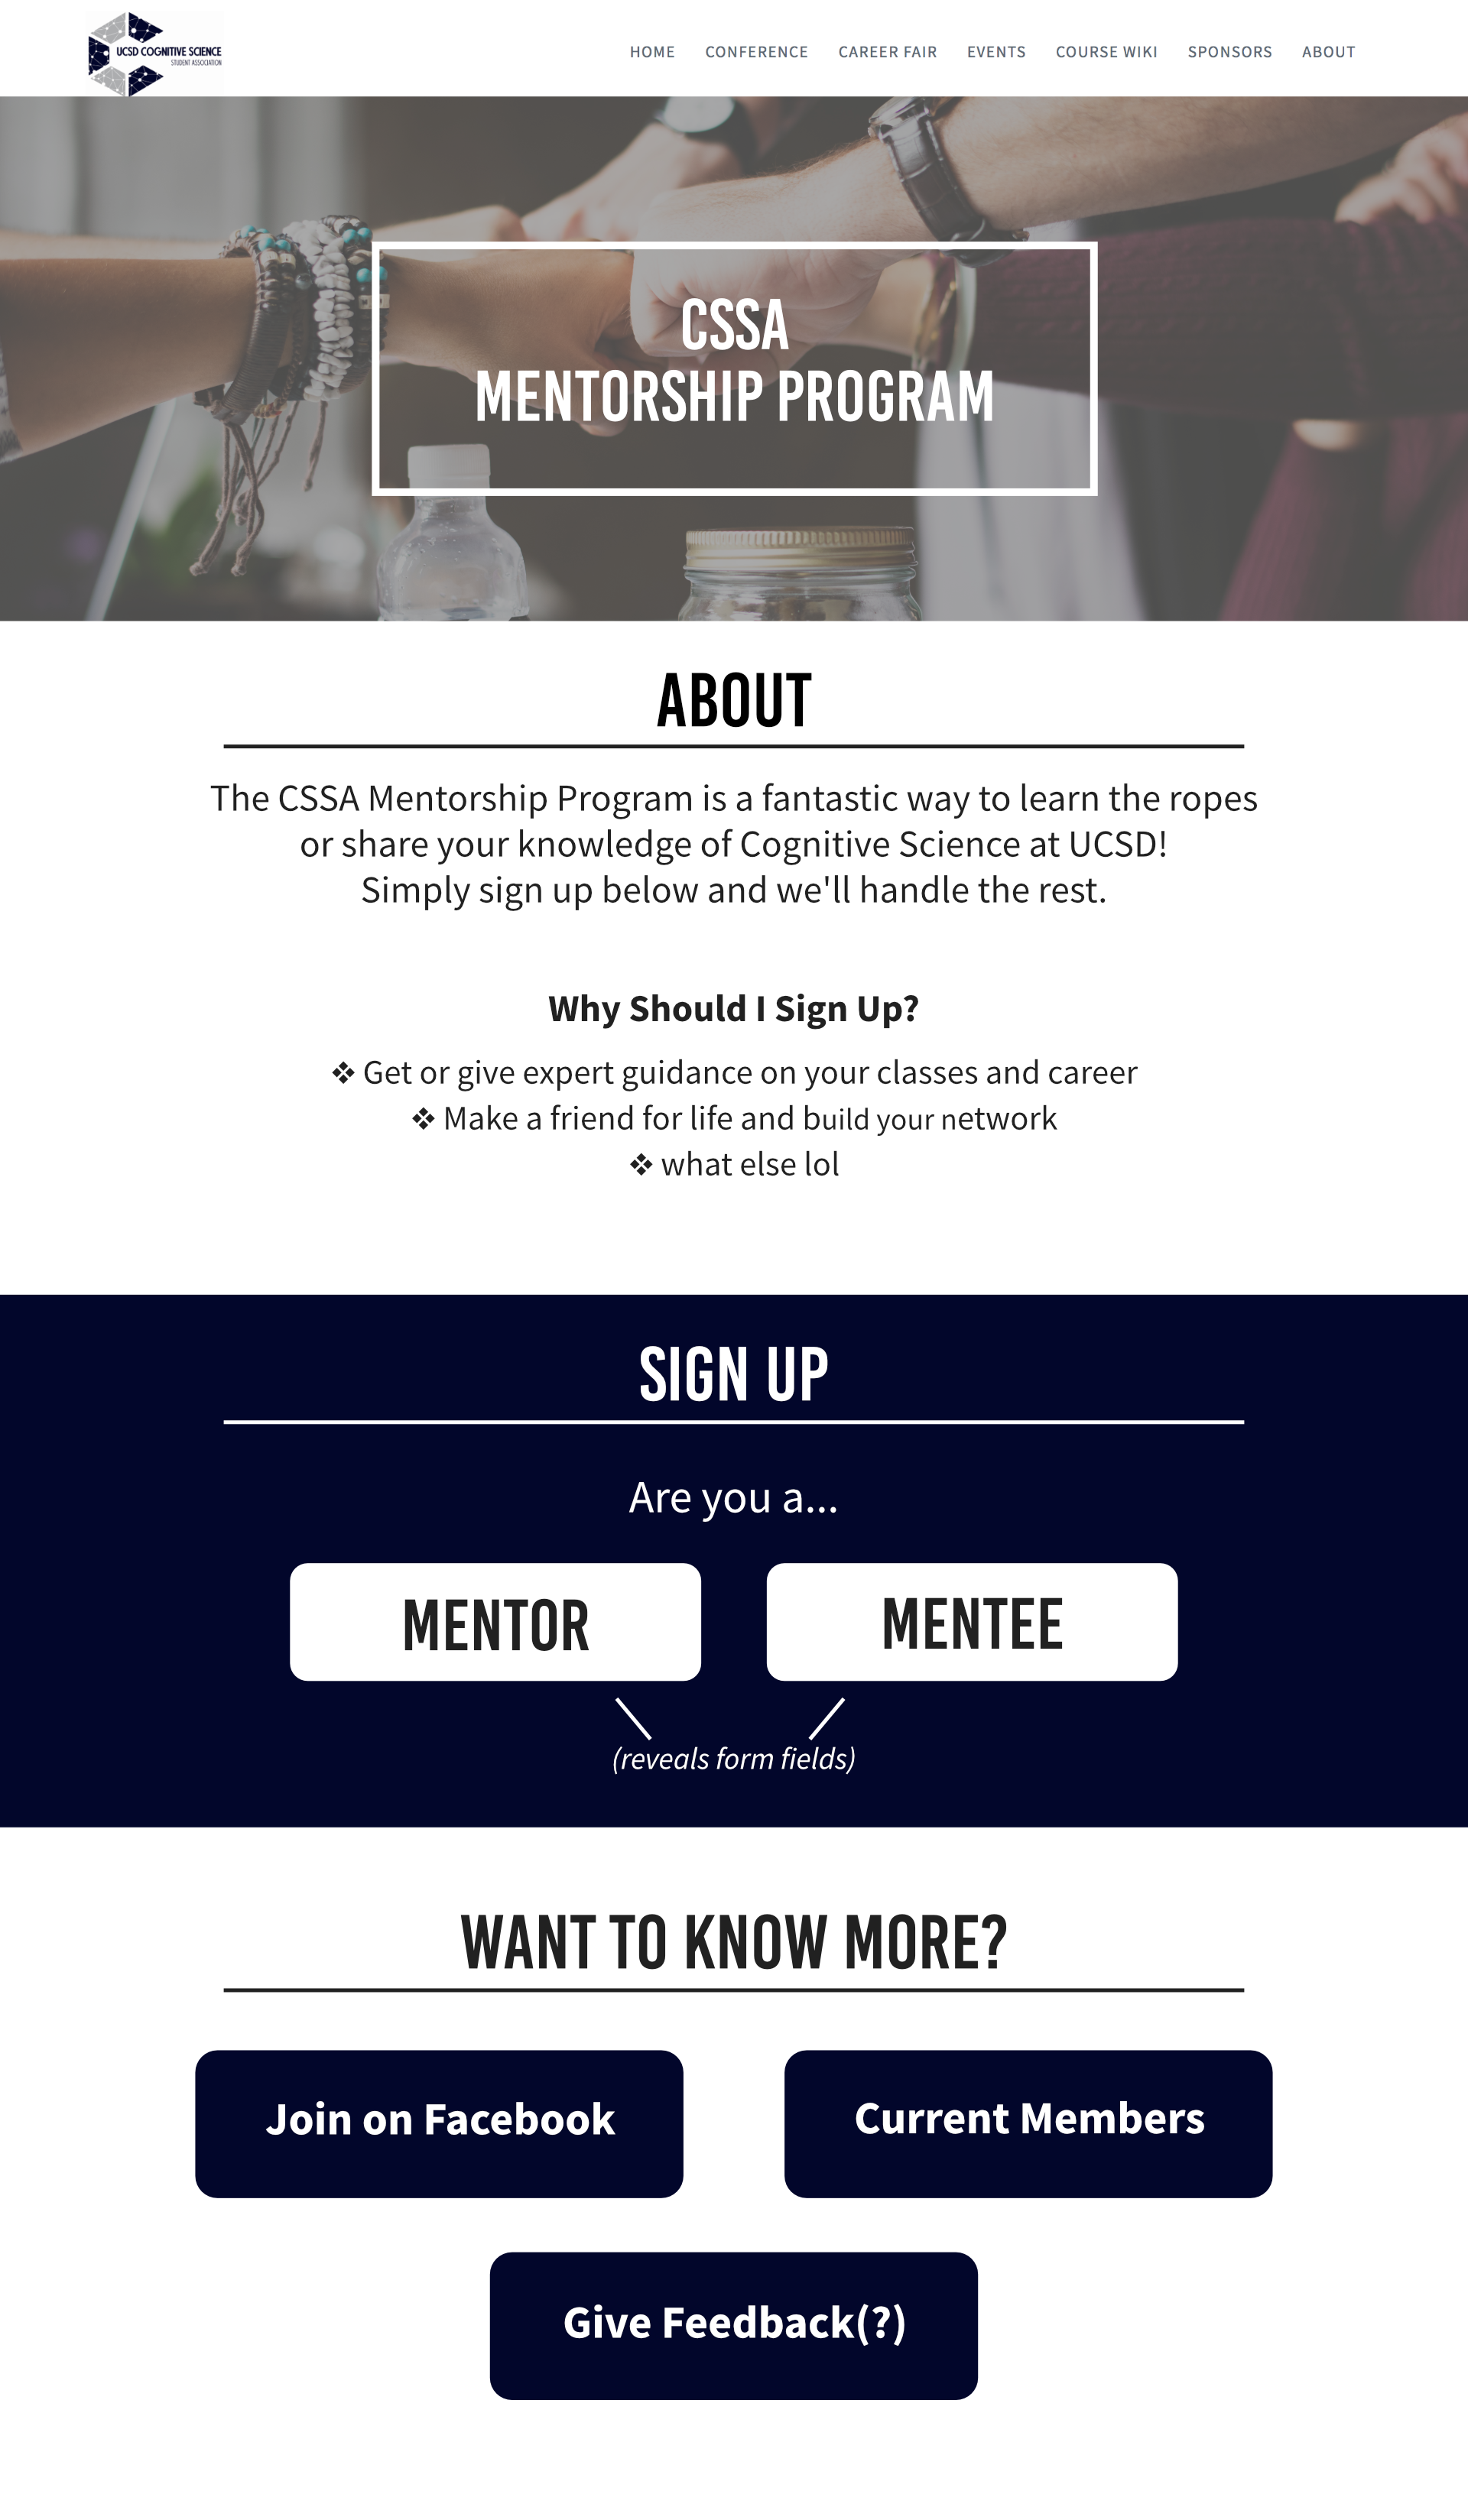 UCSD COGNITIVE SCIENCE
STUDENT ASSOCIATION
HOME CONFERENCE CAREER FAIR EVENTS COURSE WIKI SPONSORS ABOUT
CSSA
MENTORSHIP PROGRAM
ABOUT
The CSSA Mentorship Program is a fantastic way to learn the ropes
or share your knowledge of Cognitive Science at UCSD!
Simply sign up below and we'll handle the rest.
Why Should I Sign Up?
❖ Get or give expert guidance on your classes and career
❖ Make a friend for life and build your network
❖ what else lol
SIGN UP
Are you a...
MENTOR MENTEE
(reveals form fields)
WANT TO KNOW MORE?
Join on Facebook Current Members
Give Feedback(?)